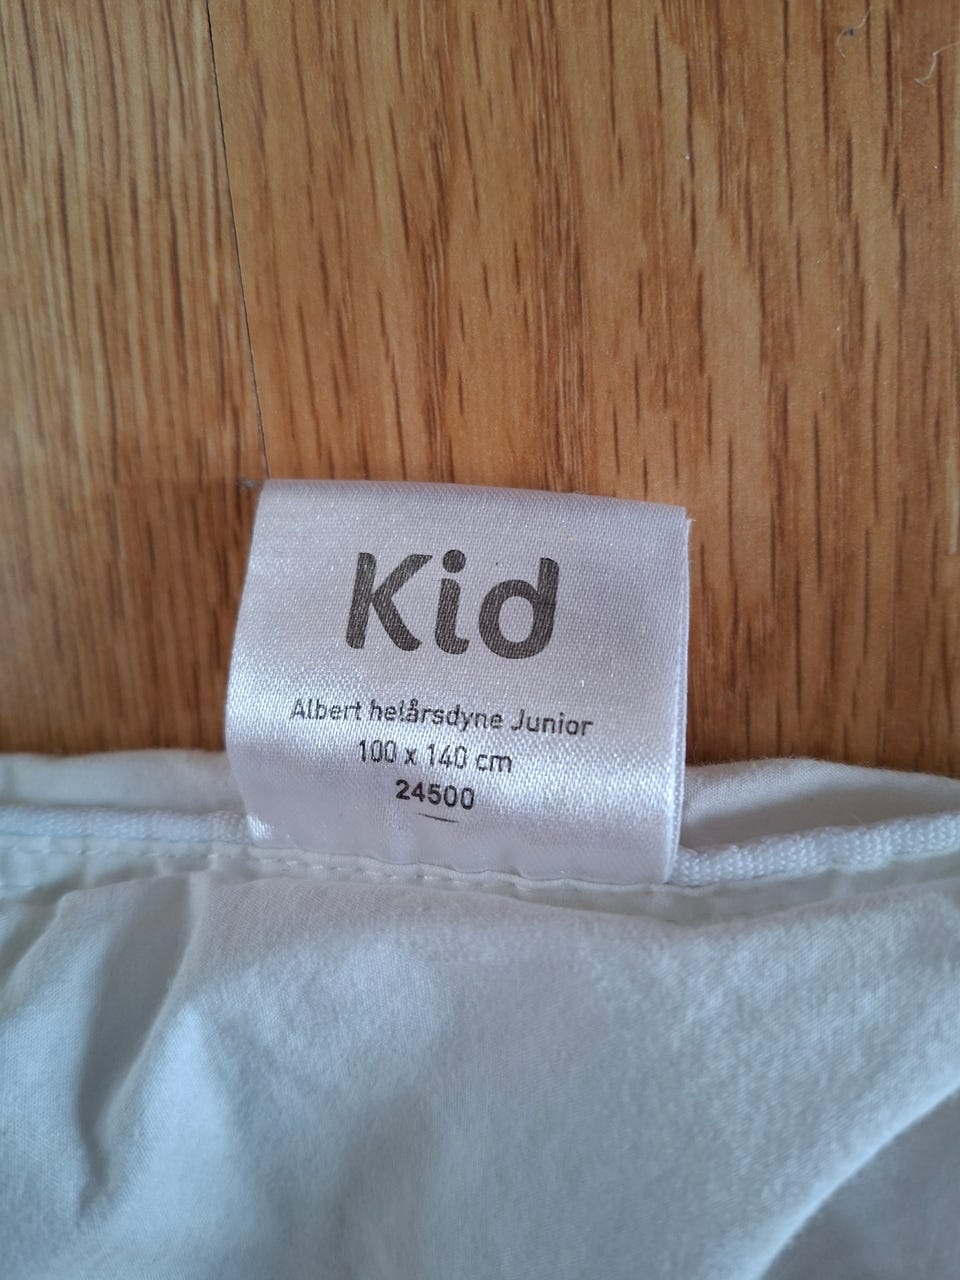 Kid
Albert helårsdyne Junior
100 x 140 cm
24500